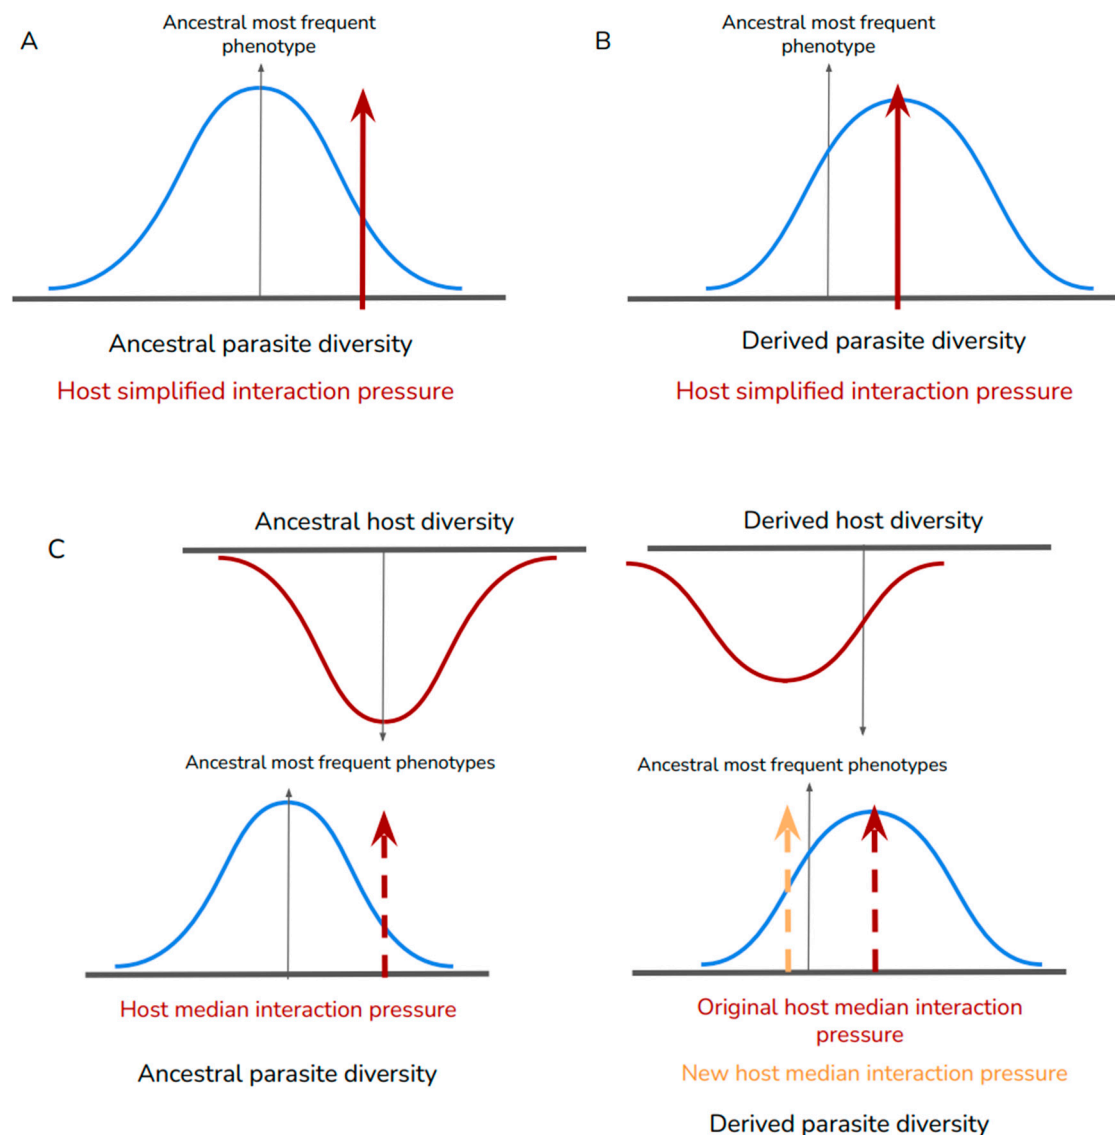 A
Ancestral most frequent
phenotype
Ancestral parasite diversity
Host simplified interaction pressure
B
Ancestral most frequent
phenotype
Derived parasite diversity
Host simplified interaction pressure
C
Ancestral host diversity
Derived host diversity
Ancestral most frequent phenotypes
Ancestral most frequent phenotypes
Host median interaction pressure
Ancestral parasite diversity
Original host median interaction
pressure
New host median interaction pressure
Derived parasite diversity